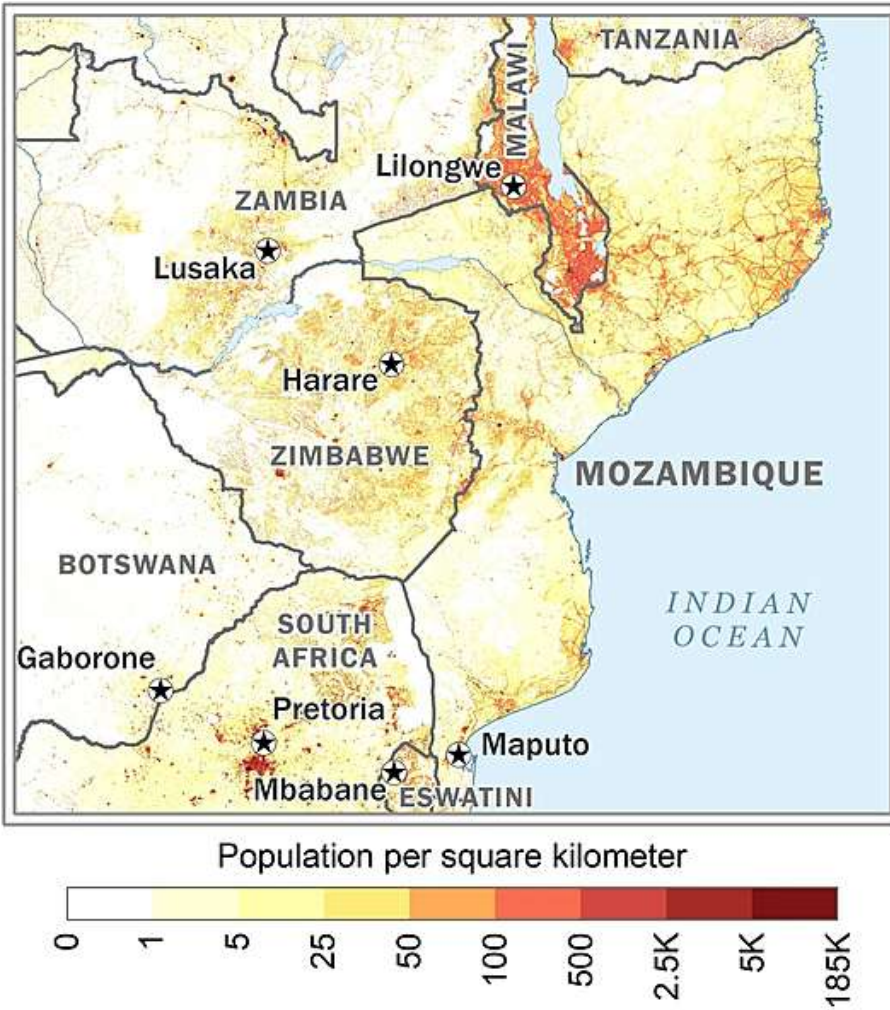 TANZANIA
MALAWI
Lilongwe
ZAMBIA
Lusaka
Harare
ZIMBABWE
MOZAMBIQUE
BOTSWANA
INDIAN
OCEAN
SOUTH
AFRICA
Gaborone
Pretoria
Maputo
Mbabane
ESWATINI
Population per square kilometer
0
1
5
25
50
100
500
2.5K
5K
185K